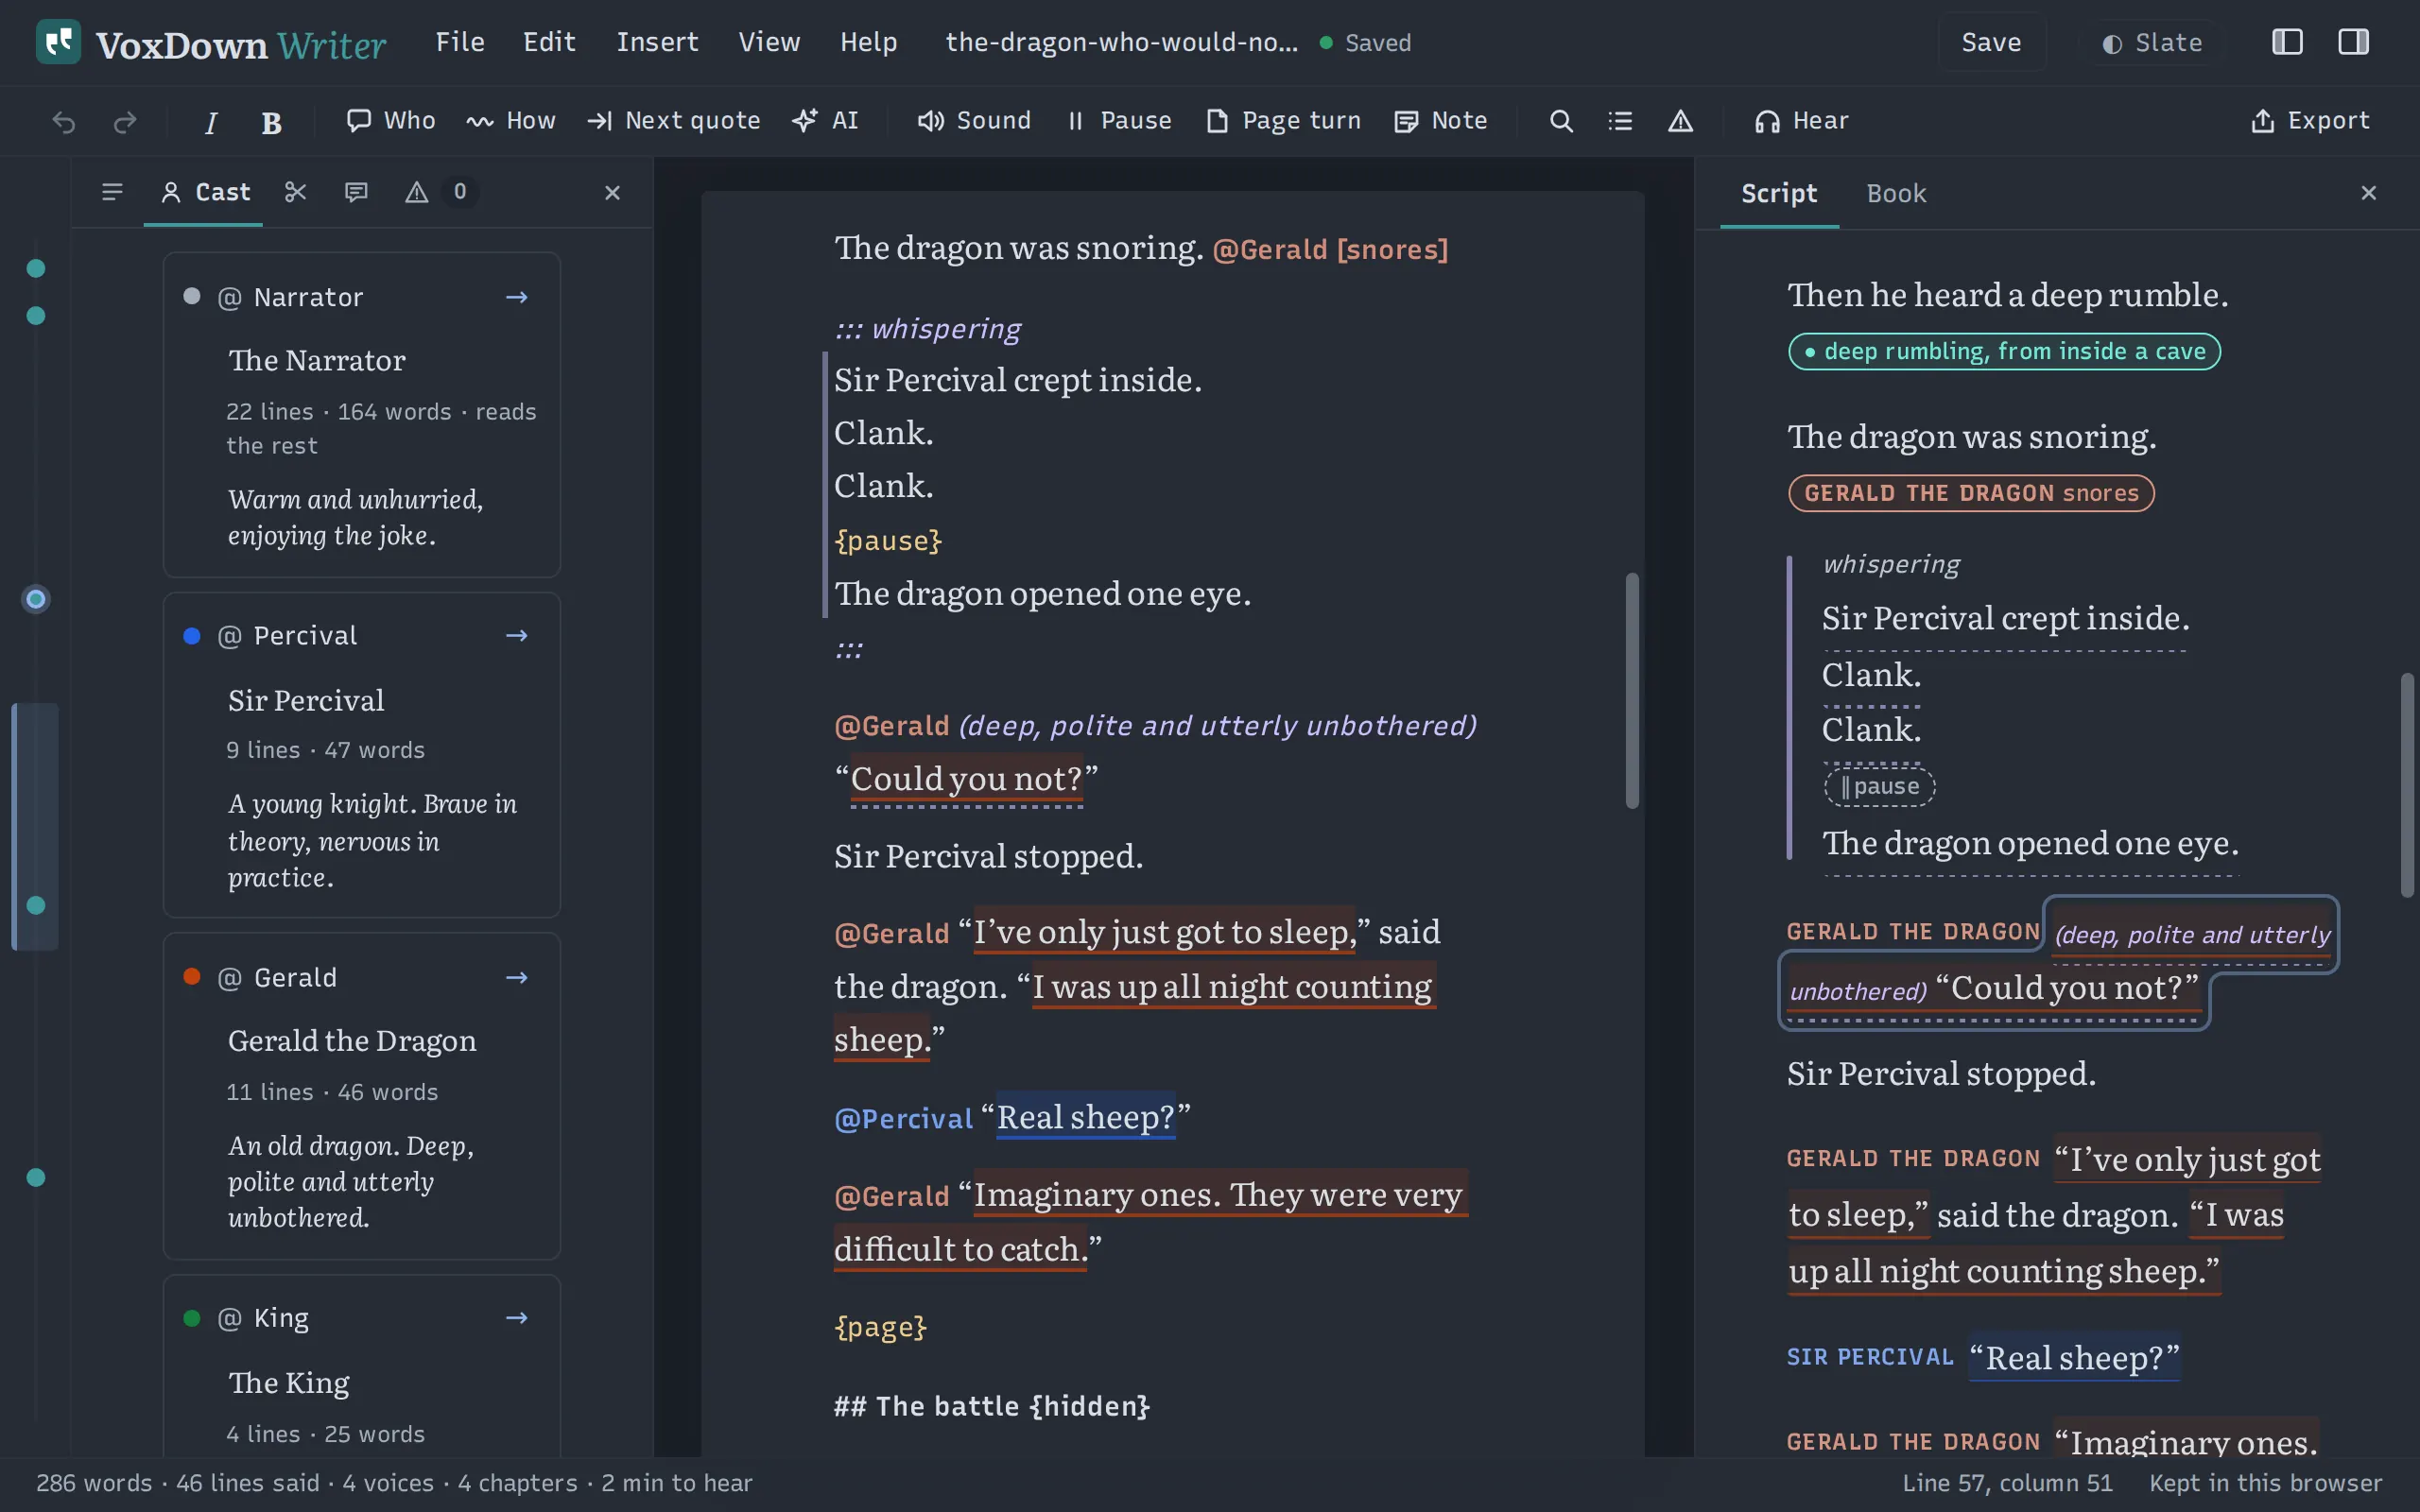 VoxDown Writer File Edit Insert View Help the-dragon-who-would-no... Saved Save Slate
I B Who How Next quote AI Sound Pause Page turn Note Hear Export
Cast 0
@ Narrator →
The Narrator
22 lines · 164 words · reads
the rest
Warm and unhurried,
enjoying the joke.
@ Percival →
Sir Percival
9 lines · 47 words
A young knight. Brave in
theory, nervous in
practice.
@ Gerald →
Gerald the Dragon
11 lines · 46 words
An old dragon. Deep,
polite and utterly
unbothered.
@ King →
The King
4 lines · 25 words
The dragon was snoring. @Gerald [snores]
::: whispering
Sir Percival crept inside.
Clank.
Clank.
{pause}
The dragon opened one eye.
:::
@Gerald (deep, polite and utterly unbothered)
“Could you not?”
Sir Percival stopped.
@Gerald “I’ve only just got to sleep,” said
the dragon. “I was up all night counting
sheep.”
@Percival “Real sheep?”
@Gerald “Imaginary ones. They were very
difficult to catch.”
{page}
## The battle {hidden}
Script Book
Then he heard a deep rumble.
deep rumbling, from inside a cave
The dragon was snoring.
GERALD THE DRAGON snores
whispering
Sir Percival crept inside.
Clank.
Clank.
pause
The dragon opened one eye.
GERALD THE DRAGON (deep, polite and utterly
unbothered) “Could you not?”
Sir Percival stopped.
GERALD THE DRAGON “I’ve only just got
to sleep,” said the dragon. “I was
up all night counting sheep.”
SIR PERCIVAL “Real sheep?”
GERALD THE DRAGON “Imaginary ones.
286 words · 46 lines said · 4 voices · 4 chapters · 2 min to hear
Line 57, column 51 Kept in this browser